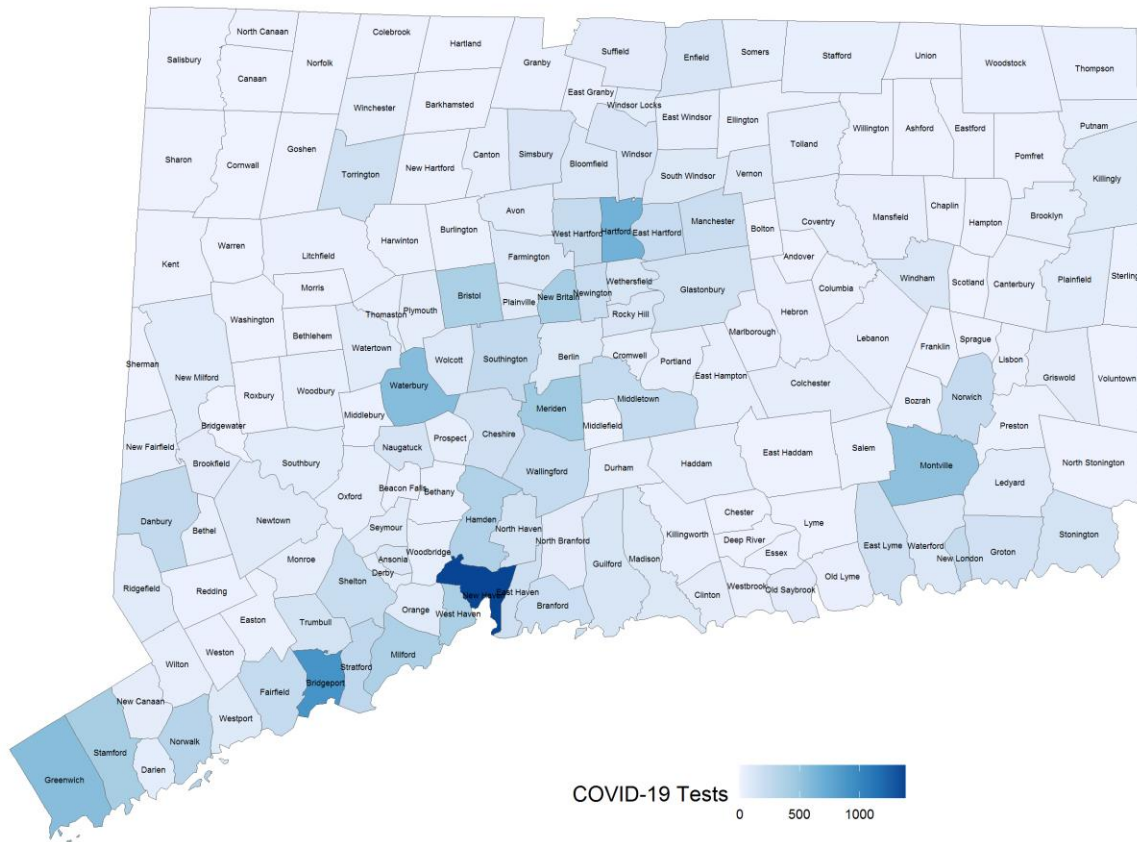 North Canaan
Colebrook
Hartland
Suffield
Enfield
Somers
Stafford
Union
Salisbury
Canaan
Norfolk
Granby
Woodstock
Thompson
East Granby
Windsor Locks
Winchester
Barkhamsted
East Windsor
Ellington
Willington
Ashford
Eastford
Putnam
Sharon
Cornwall
Goshen
Torrington
New Hartford
Canton
Simsbury
Bloomfield
Windsor
South Windsor
Vernon
Tolland
Pomfret
Killingly
Avon
West Hartford
Hartford
East Hartford
Manchester
Bolton
Coventry
Mansfield
Chaplin
Hampton
Brooklyn
Kent
Warren
Litchfield
Harwinton
Burlington
Farmington
Andover
Morris
Bristol
Plainville
New Britain
Newington
Wethersfield
Glastonbury
Columbia
Windham
Scotland
Canterbury
Plainfield
Sterling
Washington
Bethlehem
Thomaston
Plymouth
Rocky Hill
Hebron
Marlborough
Lebanon
Sherman
New Milford
Watertown
Wolcott
Southington
Berlin
Cromwell
Portland
East Hampton
Franklin
Sprague
Lisbon
Griswold
Voluntown
Roxbury
Woodbury
Waterbury
Colchester
Bridgewater
Middlebury
Meriden
Middletown
Middlefield
Bozrah
Norwich
Preston
New Fairfield
Brookfield
Southbury
Naugatuck
Prospect
Cheshire
Wallingford
Durham
Haddam
East Haddam
Salem
Montville
North Stonington
Oxford
Beacon Falls
Bethany
Ledyard
Danbury
Bethel
Newtown
Seymour
Hamden
North Haven
North Branford
Killingworth
Chester
Lyme
Monroe
Woodbridge
Guilford
Madison
Deep River
Essex
East Lyme
Waterford
New London
Groton
Stonington
Ridgefield
Redding
Shelton
Ansonia
Derby
New Haven
East Haven
Branford
Clinton
Westbrook
Old Saybrook
Old Lyme
Easton
Trumbull
Orange
West Haven
Wilton
Weston
Fairfield
Bridgeport
Stratford
Milford
New Canaan
Westport
Norwalk
Greenwich
Stamford
Darien
COVID-19 Tests
0 500 1000